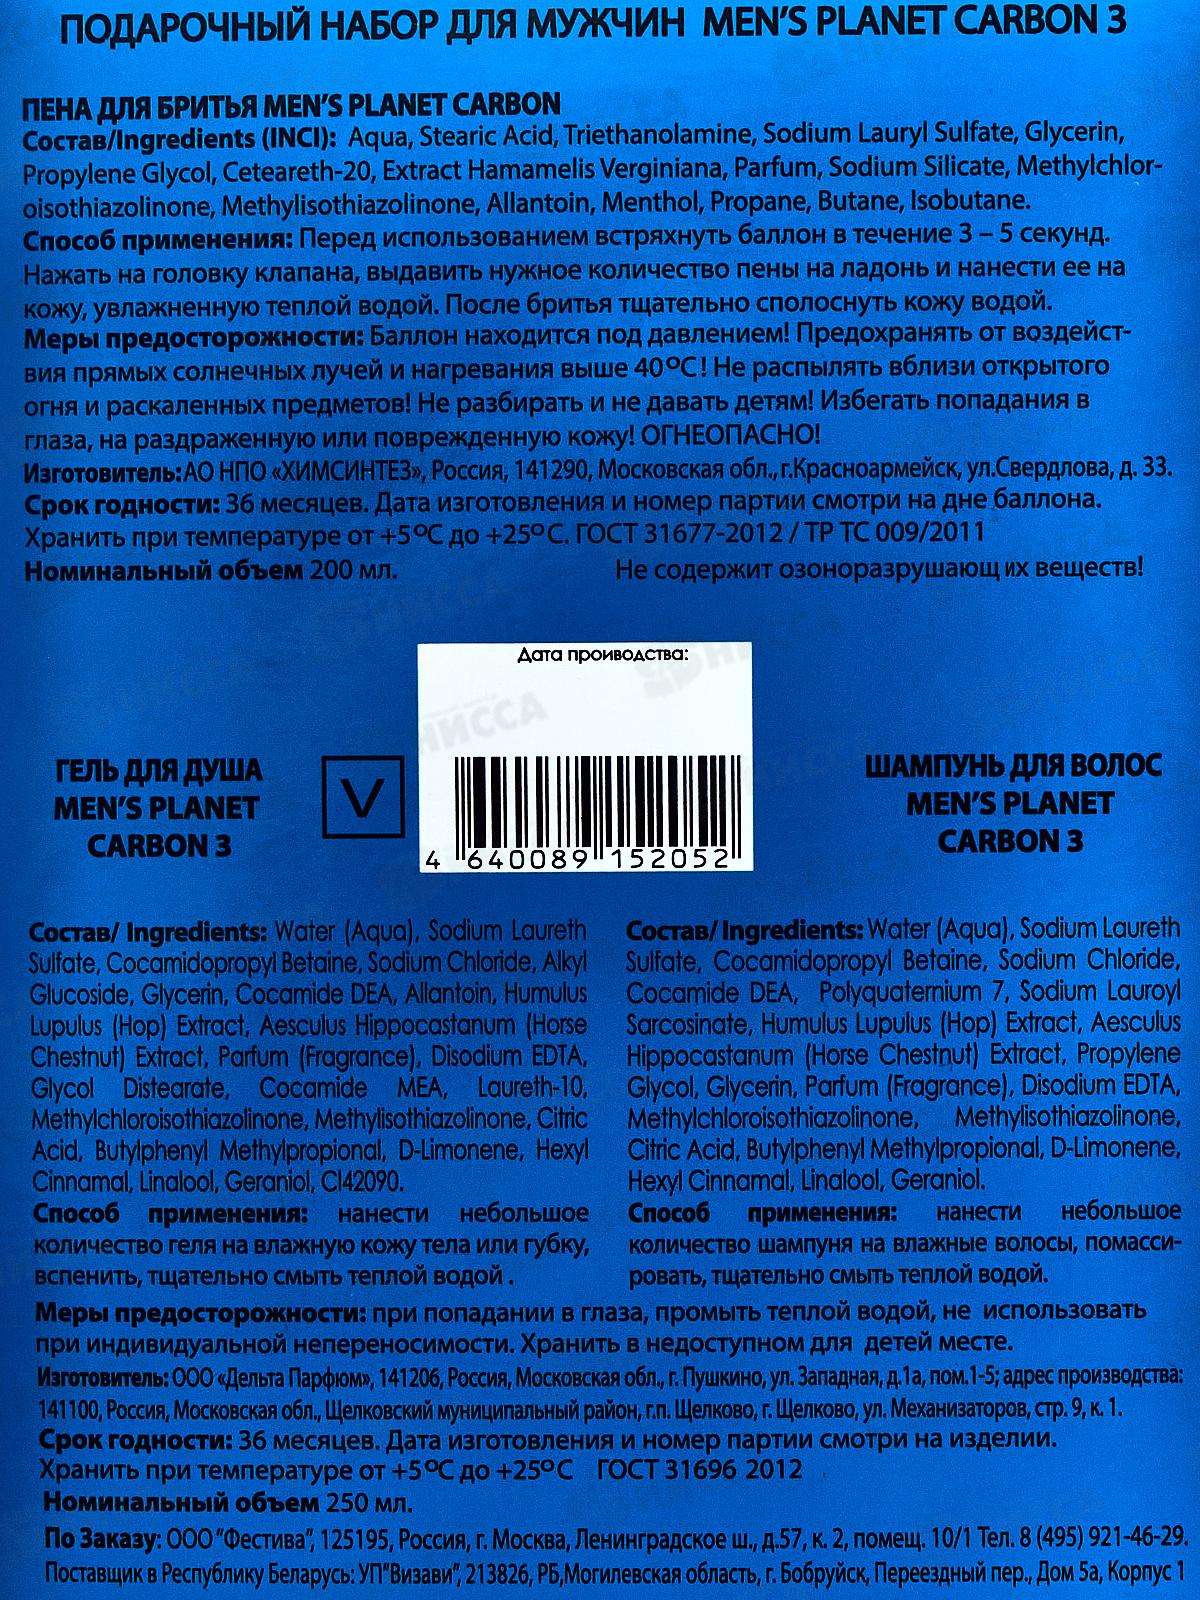 ПОДАРОЧНЫЙ НАБОР ДЛЯ МУЖЧИН MEN'S PLANET CARBON 3
ПЕНА ДЛЯ БРИТЬЯ MEN'S PLANET CARBON
Состав/Ingredients (INCI): Aqua, Stearic Acid, Triethanolamine, Sodium Lauryl Sulfate, Glycerin,
Propylene Glycol, Ceteareth-20, Extract Hamamelis Verginiana, Parfum, Sodium Silicate, Methylchlor-
oisothiazolinone, Methylisothiazolinone, Allantoin, Menthol, Propane, Butane, Isobutane.
Способ применения: Перед использованием встряхнуть баллон в течение 3 – 5 секунд.
Нажать на головку клапана, выдавить нужное количество пены на ладонь и нанести ее на
кожу, увлажненную теплой водой. После бритья тщательно сполоснуть кожу водой.
Меры предосторожности: Баллон находится под давлением! Предохранять от воздейст-
вия прямых солнечных лучей и нагревания выше 40°С! Не распылять вблизи открытого
огня и раскаленных предметов! Не разбирать и не давать детям! Избегать попадания в
глаза, на раздраженную или поврежденную кожу! ОГНЕОПАСНО!
Изготовитель:АО НПО «ХИМСИНТЕЗ», Россия, 141290, Московская обл.,г.Красноармейск, ул.Свердлова, д. 33.
Срок годности: 36 месяцев. Дата изготовления и номер партии смотри на дне баллона.
Хранить при температуре от +5°С до +25°С. ГОСТ 31677-2012 / ТР ТС 009/2011
Номинальный объем 200 мл. Не содержит озоноразрушающих веществ!
Дата проиводства:
ГЕЛЬ ДЛЯ ДУША
MEN'S PLANET
CARBON 3
V
4 640089 152052
ШАМПУНЬ ДЛЯ ВОЛОС
MEN'S PLANET
CARBON 3
Состав/ Ingredients: Water (Aqua), Sodium Laureth
Sulfate, Cocamidopropyl Betaine, Sodium Chloride, Alkyl
Glucoside, Glycerin, Cocamide DEA, Allantoin, Humulus
Lupulus (Hop) Extract, Aesculus Hippocastanum (Horse
Chestnut) Extract, Parfum (Fragrance), Disodium EDTA,
Glycol Distearate, Cocamide MEA, Laureth-10,
Methylchloroisothiazolinone, Methylisothiazolinone, Citric
Acid, Butylphenyl Methylpropional, D-Limonene, Hexyl
Cinnamal, Linalool, Geraniol, CI42090.
Способ применения: нанести небольшое
количество геля на влажную кожу тела или губку,
вспенить, тщательно смыть теплой водой .
Состав/ Ingredients: Water (Aqua), Sodium Laureth
Sulfate, Cocamidopropyl Betaine, Sodium Chloride,
Cocamide DEA, Polyquaternium 7, Sodium Lauroyl
Sarcosinate, Humulus Lupulus (Hop) Extract, Aesculus
Hippocastanum (Horse Chestnut) Extract, Propylene
Glycol, Glycerin, Parfum (Fragrance), Disodium EDTA,
Methylchloroisothiazolinone, Methylisothiazolinone,
Citric Acid, Butylphenyl Methylpropional, D-Limonene,
Hexyl Cinnamal, Linalool, Geraniol.
Способ применения: нанести небольшое
количество шампуня на влажные волосы, помасси-
ровать, тщательно смыть теплой водой.
Меры предосторожности: при попадании в глаза, промыть теплой водой, не использовать
при индивидуальной непереносимости. Хранить в недоступном для детей месте.
Изготовитель: ООО «Дельта Парфюм», 141206, Россия, Московская обл., г. Пушкино, ул. Западная, д.1а, пом.1-5; адрес производства:
141100, Россия, Московская обл., Щелковский муниципальный район, г.п. Щелково, г. Щелково, ул. Механизаторов, стр. 9, к. 1.
Срок годности: 36 месяцев. Дата изготовления и номер партии смотри на изделии.
Хранить при температуре от +5°С до +25°С ГОСТ 31696 2012
Номинальный объем 250 мл.
По Заказу: ООО "Фестива", 125195, Россия, г. Москва, Ленинградское ш., д.57, к. 2, помещ. 10/1 Тел. 8 (495) 921-46-29.
Поставщик в Республику Беларусь: УП"Визави", 213826, РБ,Могилевская область, г. Бобруйск, Переездный пер., Дом 5а, Корпус 1